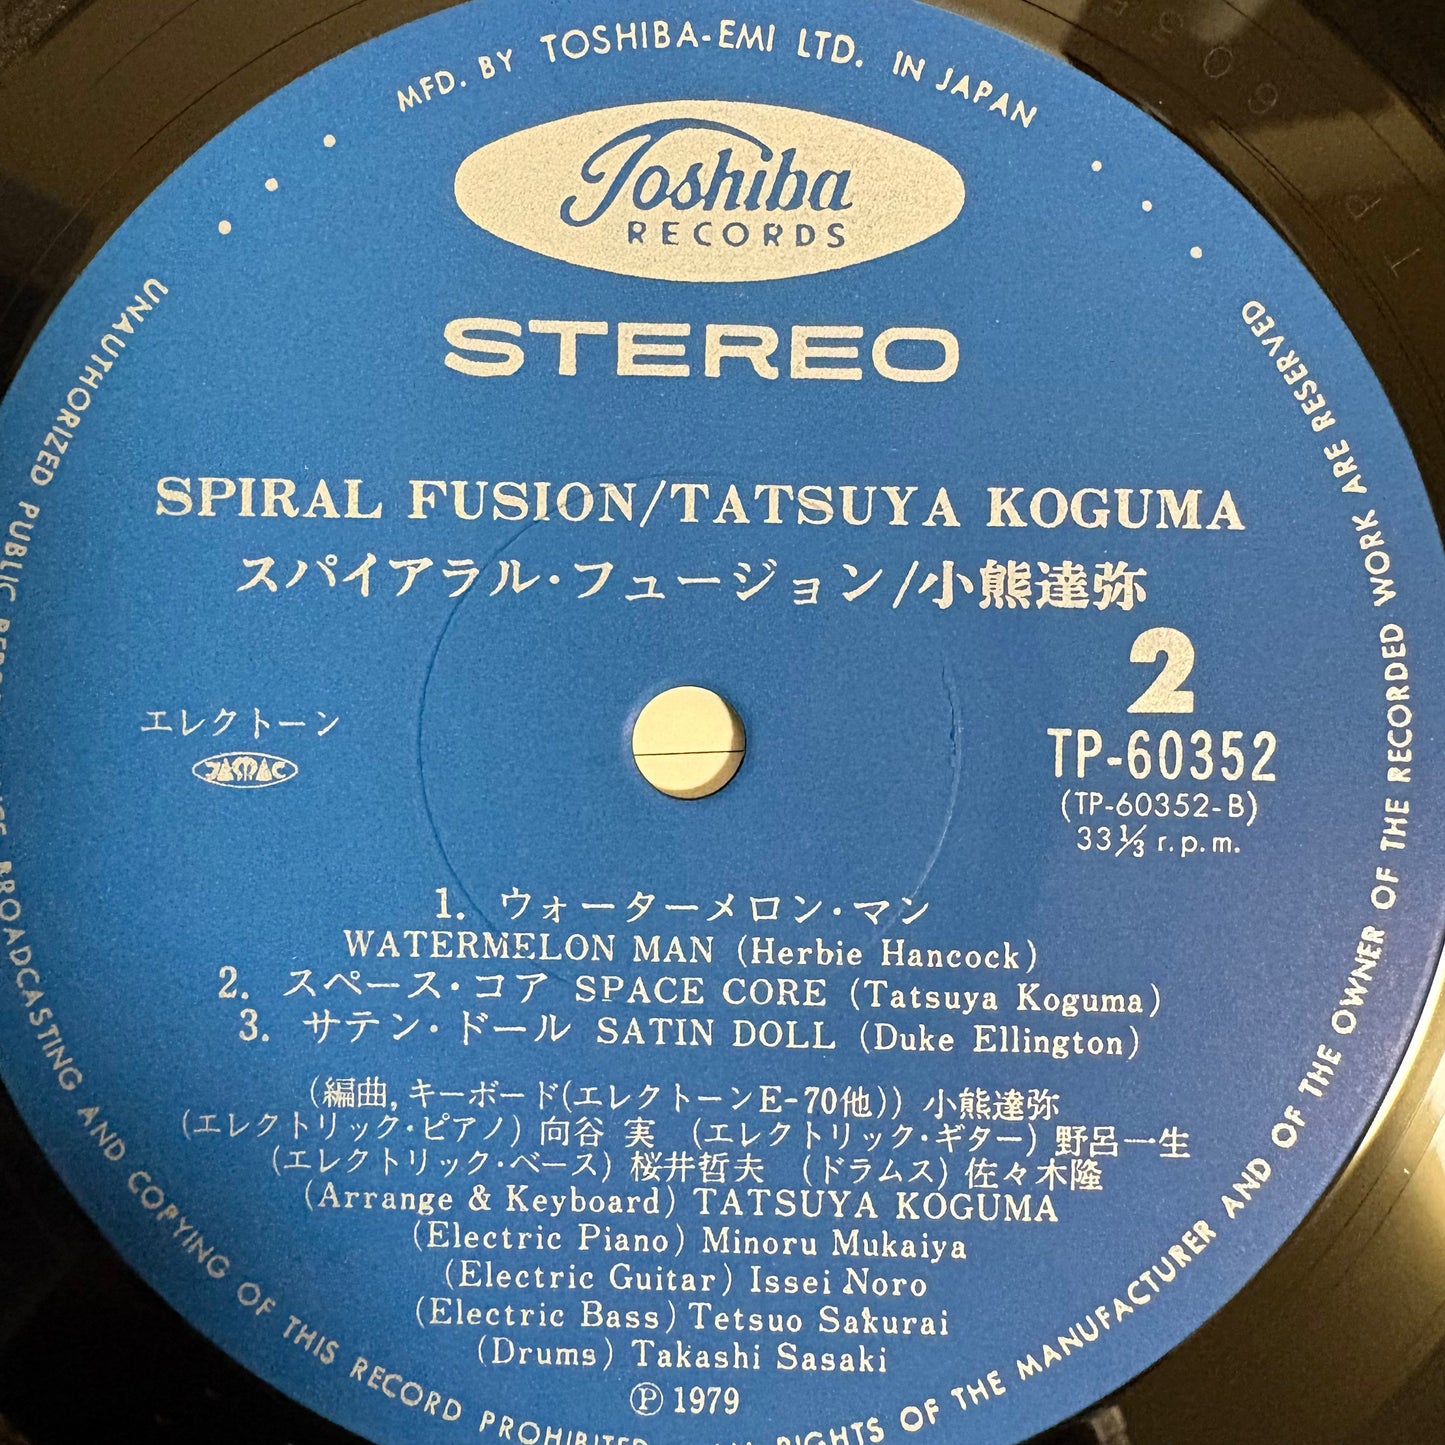 MFD. BY TOSHIBA-EMI LTD. IN JAPAN
Toshiba
RECORDS
STEREO
SPIRAL FUSION/TATSUYA KOGUMA
スパイアラル・フュージョン/小熊達弥
2
エレクトーン
TP-60352
JASRAC
(TP-60352-B)
33⅓ r.p.m.
1. ウォーターメロン・マン
WATERMELON MAN (Herbie Hancock)
2. スペース・コア SPACE CORE (Tatsuya Koguma)
3. サテン・ドール SATIN DOLL (Duke Ellington)
(編曲,キーボード(エレクトーンE-70他)) 小熊達弥
(エレクトリック・ピアノ) 向谷 実 (エレクトリック・ギター) 野呂一生
(エレクトリック・ベース) 桜井哲夫 (ドラムス) 佐々木隆
(Arrange & Keyboard) TATSUYA KOGUMA
(Electric Piano) Minoru Mukaiya
(Electric Guitar) Issei Noro
(Electric Bass) Tetsuo Sakurai
(Drums) Takashi Sasaki
Ⓟ 1979
UNAUTHORIZED PUBLIC BROADCASTING AND COPYING OF THIS RECORD PROHIBITED RIGHTS OF THE MANUFACTURER AND OF THE OWNER OF THE RECORDED WORK ARE RESERVED